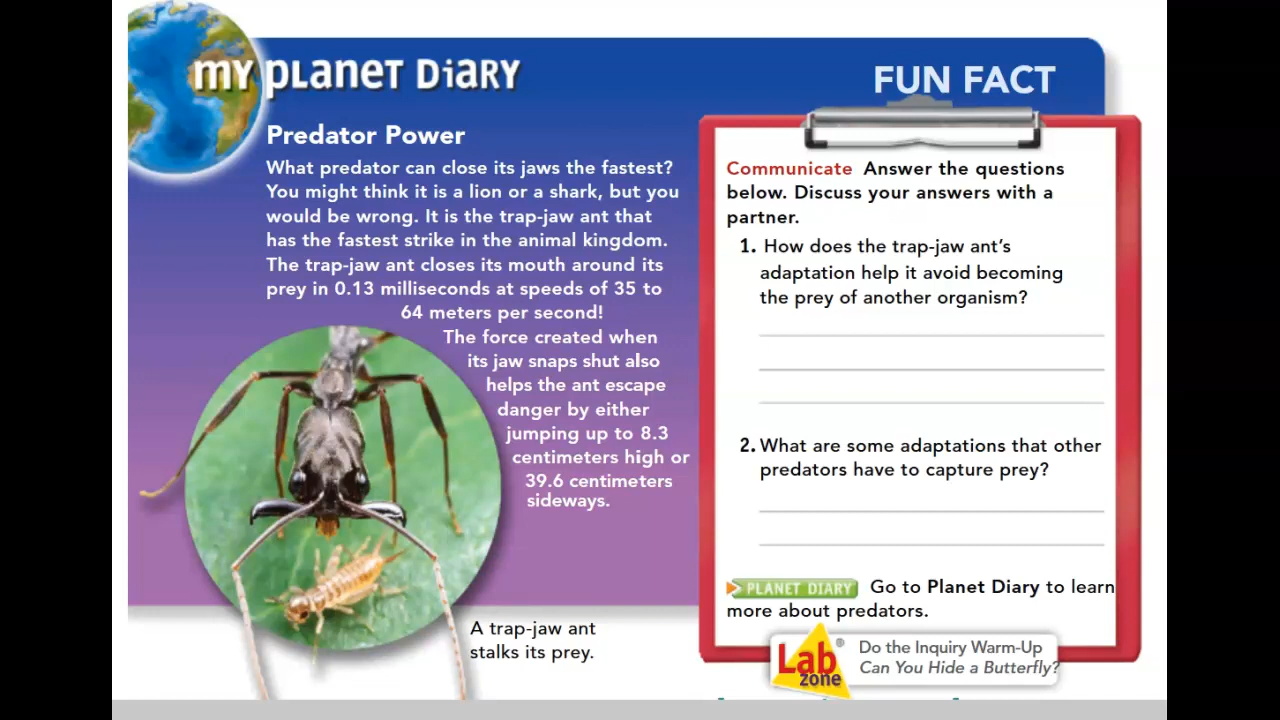 my PLaNeT DiaRY
FUN FACT
Predator Power
What predator can close its jaws the fastest?
You might think it is a lion or a shark, but you
would be wrong. It is the trap-jaw ant that
has the fastest strike in the animal kingdom.
The trap-jaw ant closes its mouth around its
prey in 0.13 milliseconds at speeds of 35 to
64 meters per second!
The force created when
its jaw snaps shut also
helps the ant escape
danger by either
jumping up to 8.3
centimeters high or
39.6 centimeters
sideways.
A trap-jaw ant
stalks its prey.
Communicate Answer the questions
below. Discuss your answers with a
partner.
1. How does the trap-jaw ant's
adaptation help it avoid becoming
the prey of another organism?
2. What are some adaptations that other
predators have to capture prey?
PLANET DIARY Go to Planet Diary to learn
more about predators.
Lab®
zone
Do the Inquiry Warm-Up
Can You Hide a Butterfly?